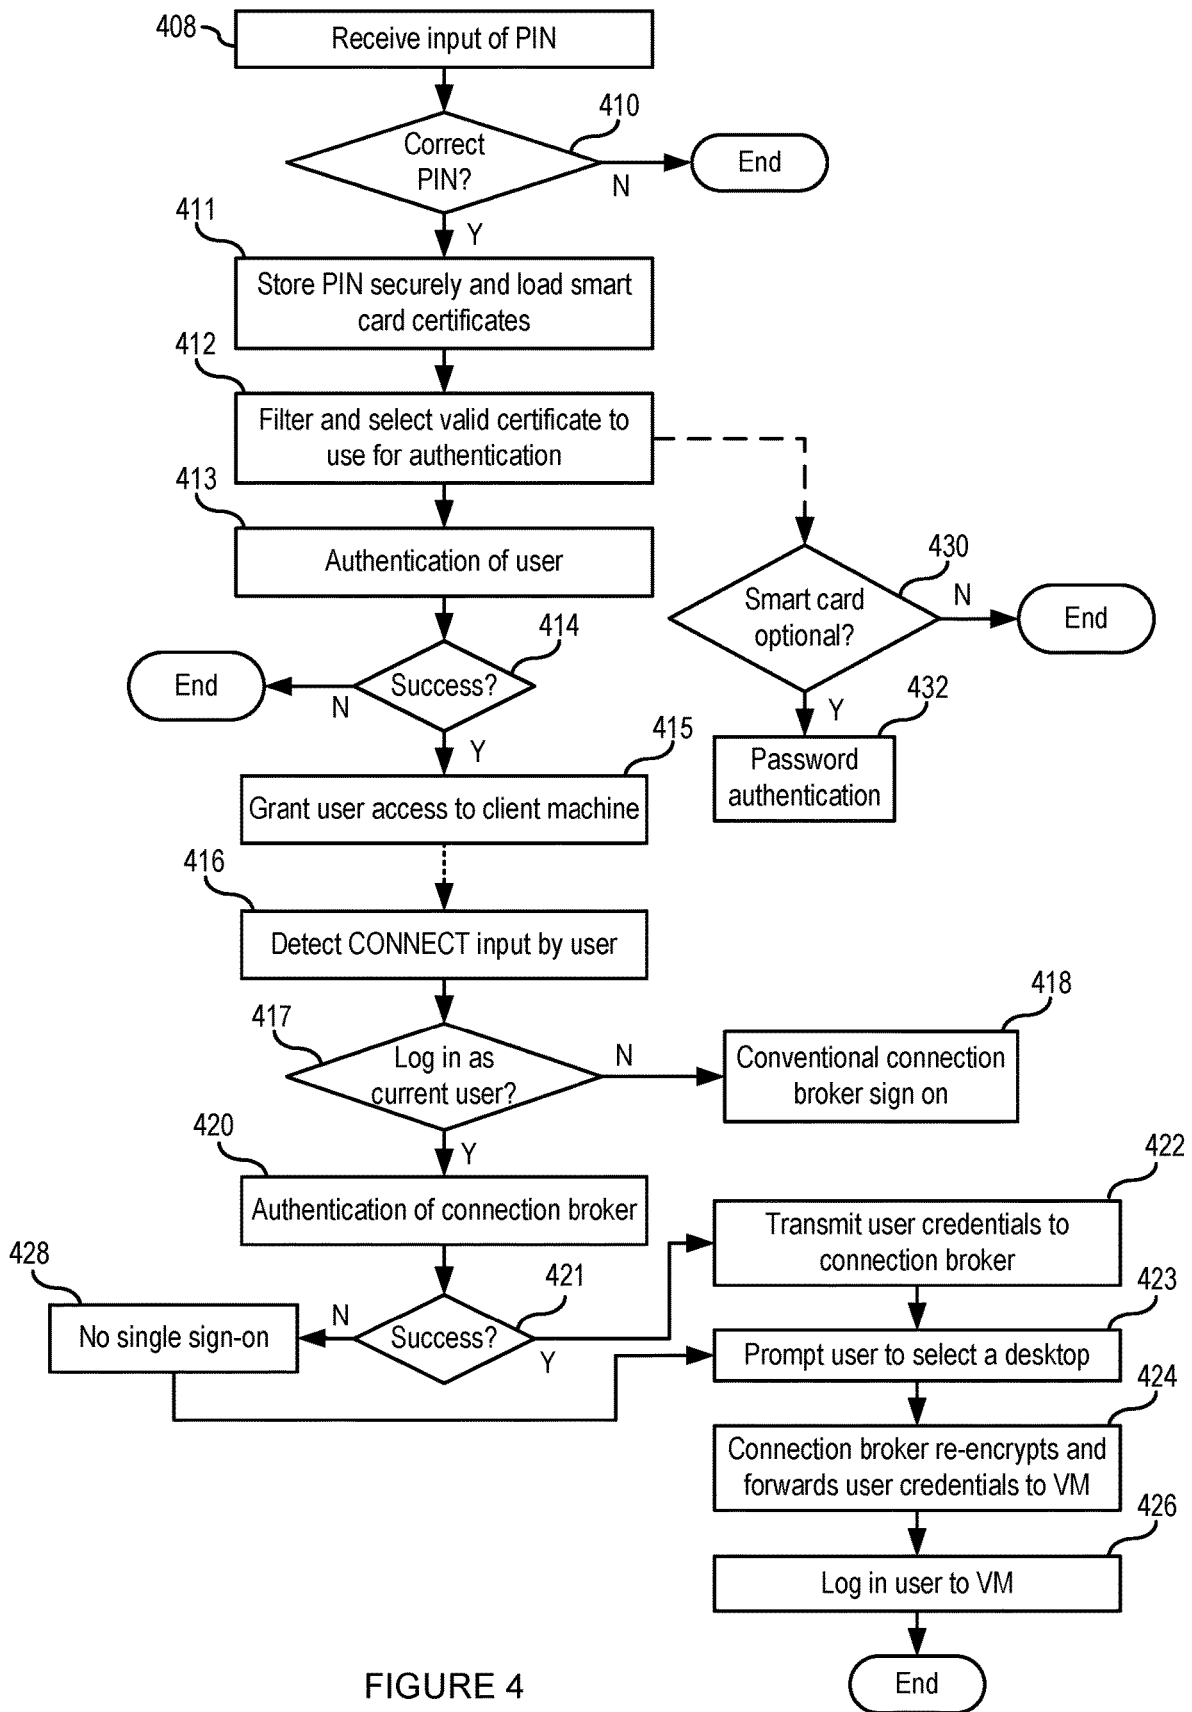 408
Receive input of PIN
410
Correct
PIN?
N
End
Y
411
Store PIN securely and load smart
card certificates
412
Filter and select valid certificate to
use for authentication
413
Authentication of user
430
Smart card
optional?
N
End
414
Success?
N
End
Y
Y
432
Password
authentication
415
Grant user access to client machine
416
Detect CONNECT input by user
417
Log in as
current user?
N
418
Conventional connection
broker sign on
Y
420
Authentication of connection broker
422
Transmit user credentials to
connection broker
428
No single sign-on
N
421
Success?
Y
423
Prompt user to select a desktop
424
Connection broker re-encrypts and
forwards user credentials to VM
426
Log in user to VM
End
FIGURE 4